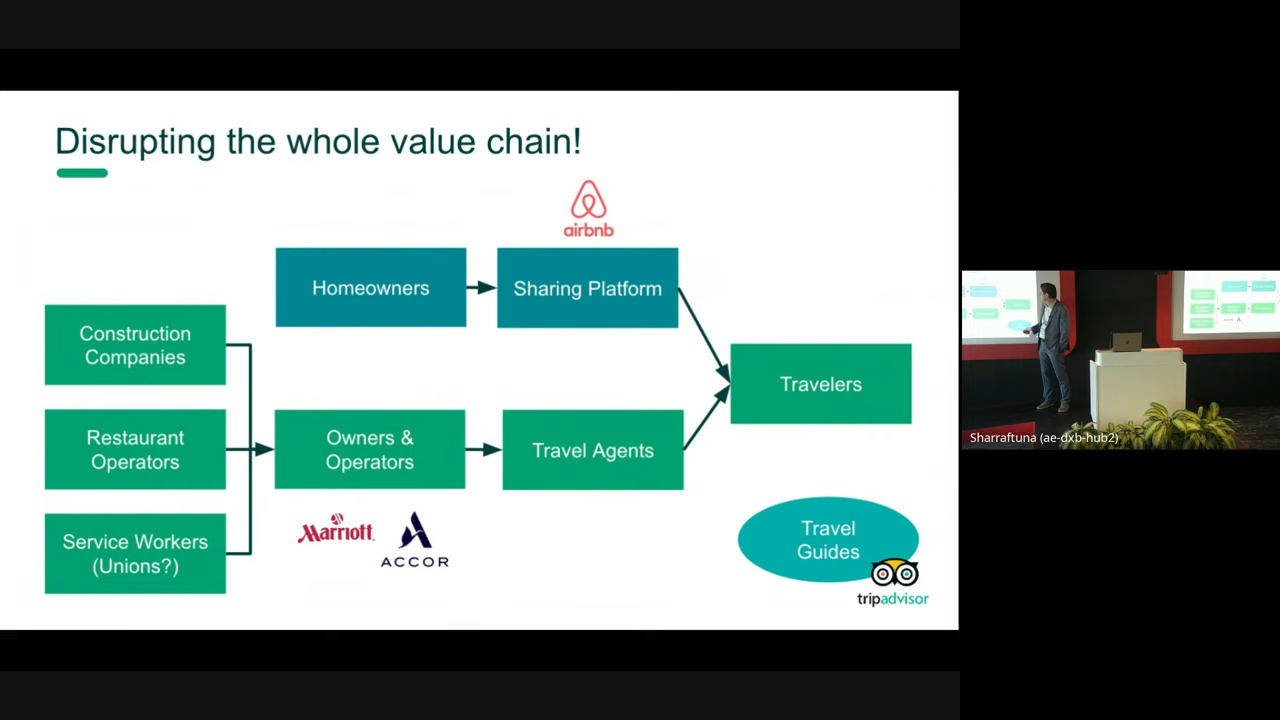 Disrupting the whole value chain!
airbnb
Homeowners
Sharing Platform
Construction
Companies
Travelers
Restaurant
Operators
Owners &
Operators
Travel Agents
Service Workers
(Unions?)
Marriott
ACCOR
Travel
Guides
tripadvisor
Sharraftuna (ae-dxb-hub2)